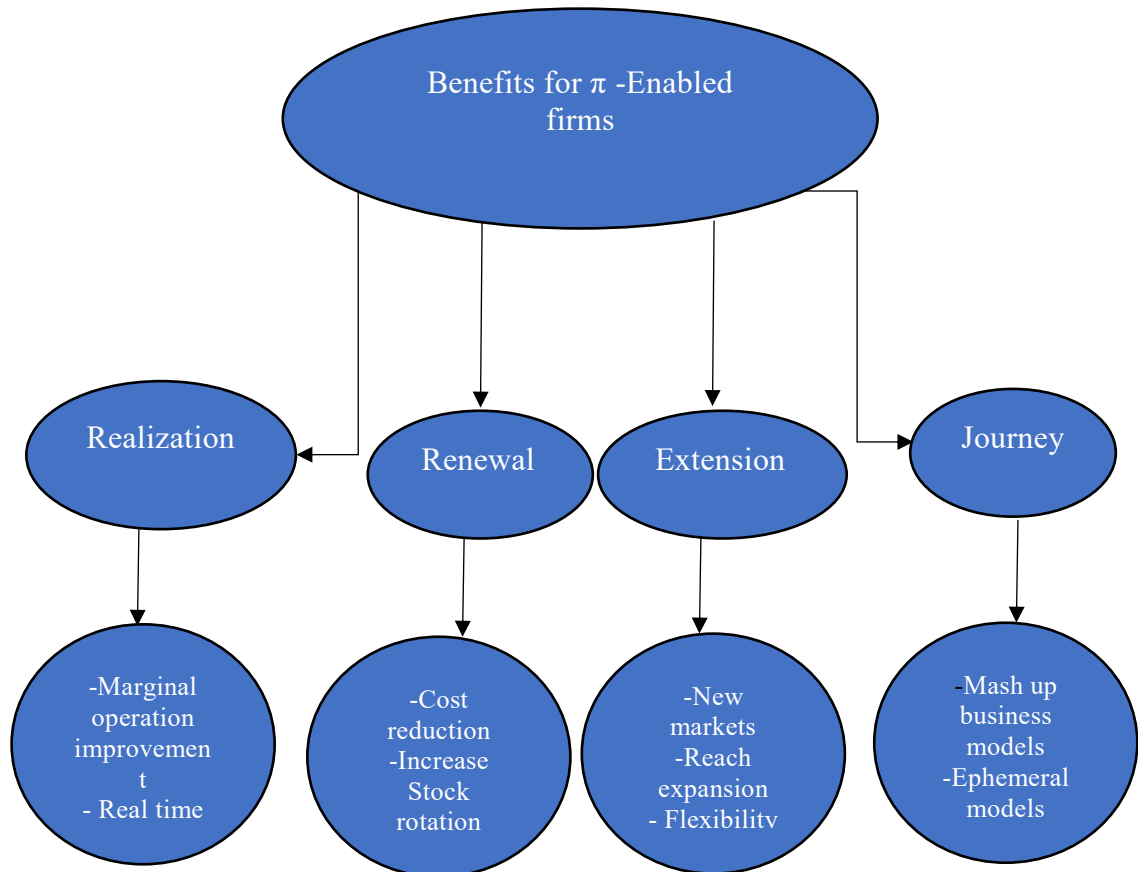 Benefits for π -Enabled
firms
Realization
Renewal
Extension
Journey
-Marginal
operation
improvemen
t
- Real time
-Cost
reduction
-Increase
Stock
rotation
-New
markets
-Reach
expansion
- Flexibility
-Mash up
business
models
-Ephemeral
models